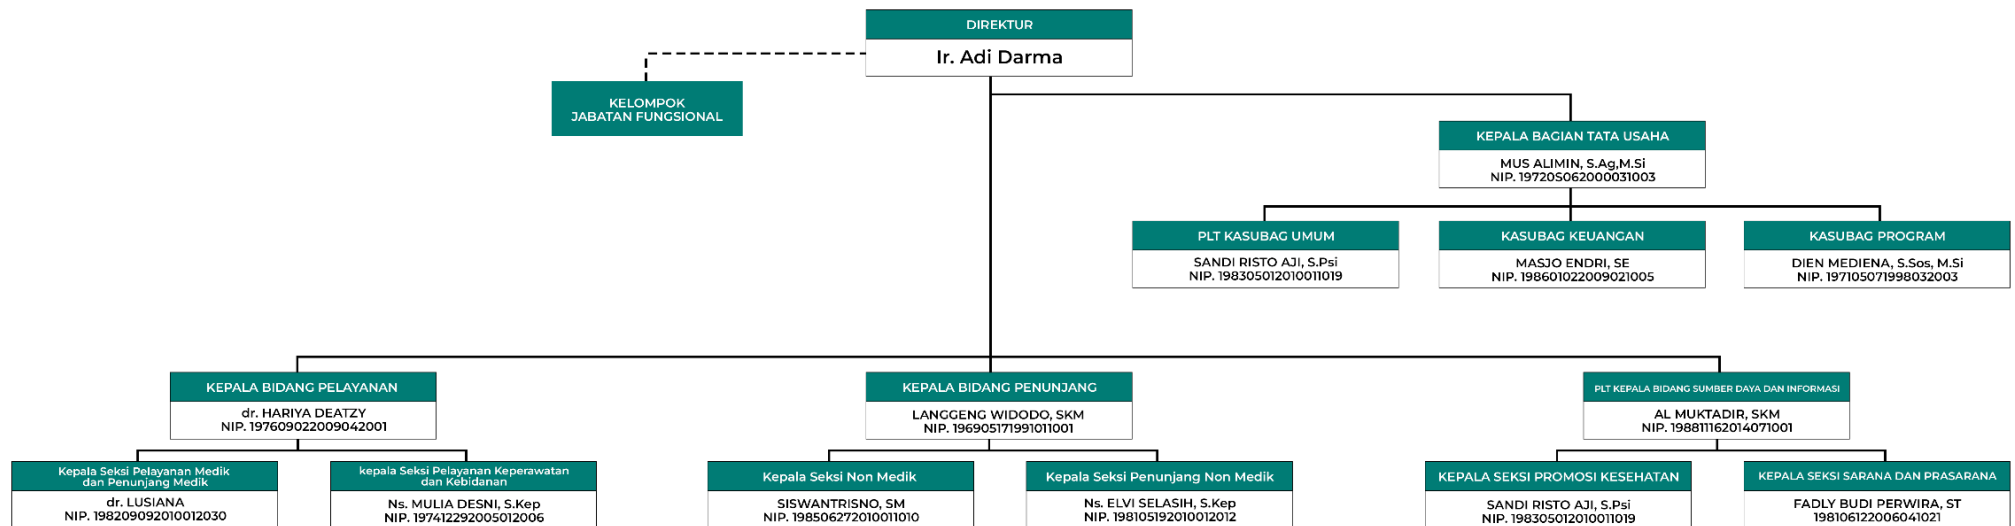 DIREKTUR
Ir. Adi Darma
KELOMPOK
JABATAN FUNGSIONAL
KEPALA BAGIAN TATA USAHA
MUS ALIMIN, S.Ag,M.Si
NIP. 19720S062000031003
PLT KASUBAG UMUM
SANDI RISTO AJI, S.Psi
NIP. 198305012010011019
KASUBAG KEUANGAN
MASJO ENDRI, SE
NIP. 198601022009021005
KASUBAG PROGRAM
DIEN MEDIENA, S.Sos, M.Si
NIP. 197105071998032003
KEPALA BIDANG PELAYANAN
dr. HARIYA DEATZY
NIP. 197609022009042001
KEPALA BIDANG PENUNJANG
LANGGENG WIDODO, SKM
NIP. 196905171991011001
PLT KEPALA BIDANG SUMBER DAYA DAN INFORMASI
AL MUKTADIR, SKM
NIP. 198811162014071001
Kepala Seksi Pelayanan Medik
dan Penunjang Medik
dr. LUSIANA
NIP. 198209092010012030
kepala Seksi Pelayanan Keperawatan
dan Kebidanan
Ns. MULIA DESNI, S.Kep
NIP. 197412292005012006
Kepala Seksi Non Medik
SISWANTRISNO, SM
NIP. 198506272010011010
Kepala Seksi Penunjang Non Medik
Ns. ELVI SELASIH, S.Kep
NIP. 198105192010012012
KEPALA SEKSI PROMOSI KESEHATAN
SANDI RISTO AJI, S.Psi
NIP. 198305012010011019
KEPALA SEKSI SARANA DAN PRASARANA
FADLY BUDI PERWIRA, ST
198106122006041021